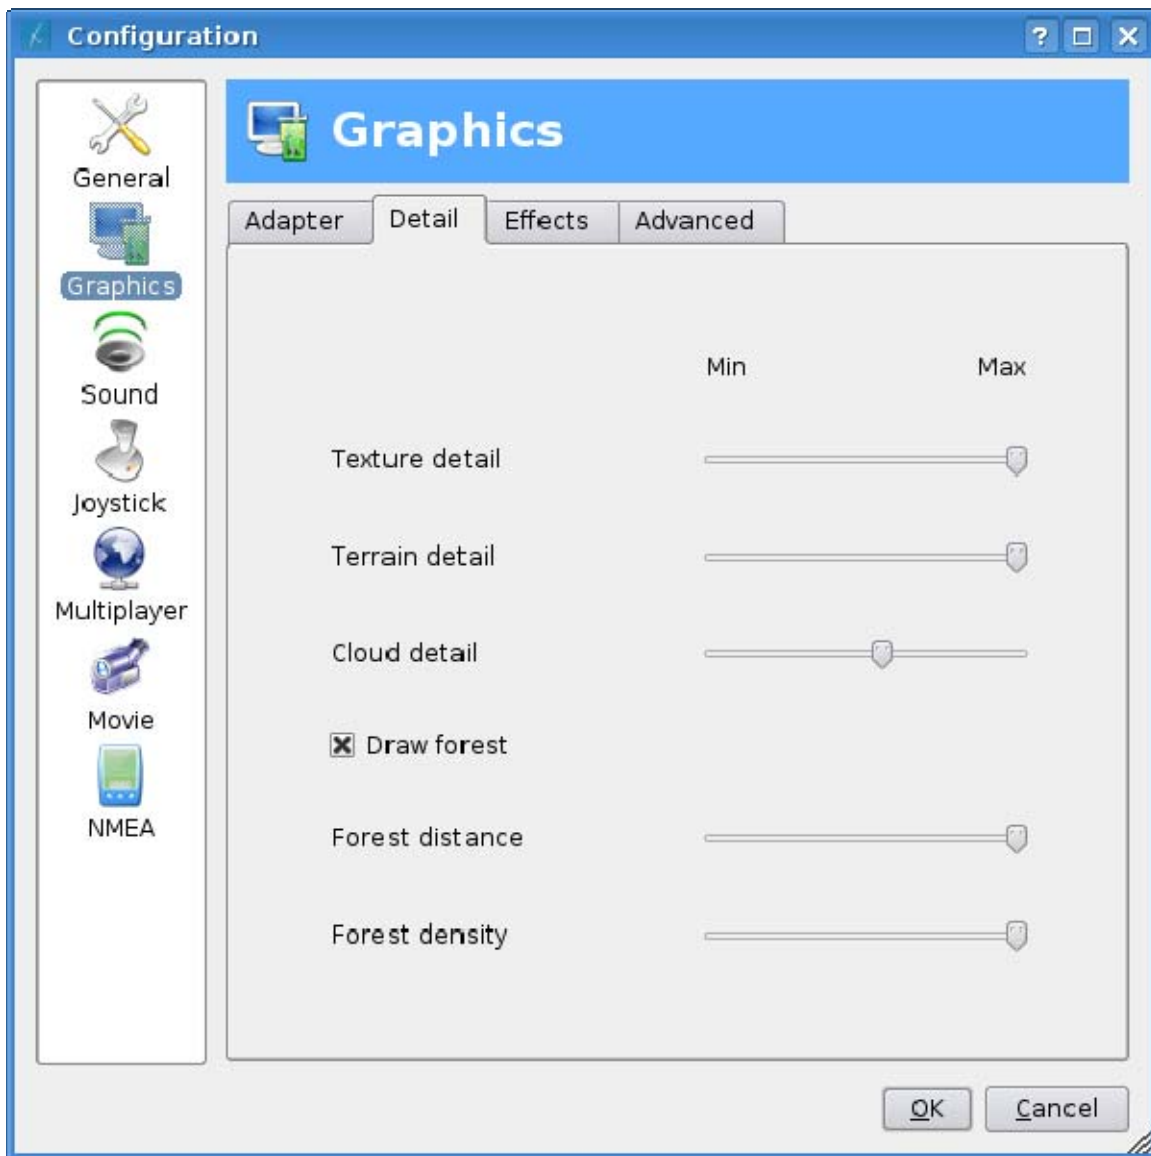 Configuration
General
Graphics
Sound
Joystick
Multiplayer
Movie
NMEA
Graphics
Adapter Detail Effects Advanced
Min Max
Texture detail
Terrain detail
Cloud detail
Draw forest
Forest distance
Forest density
OK Cancel